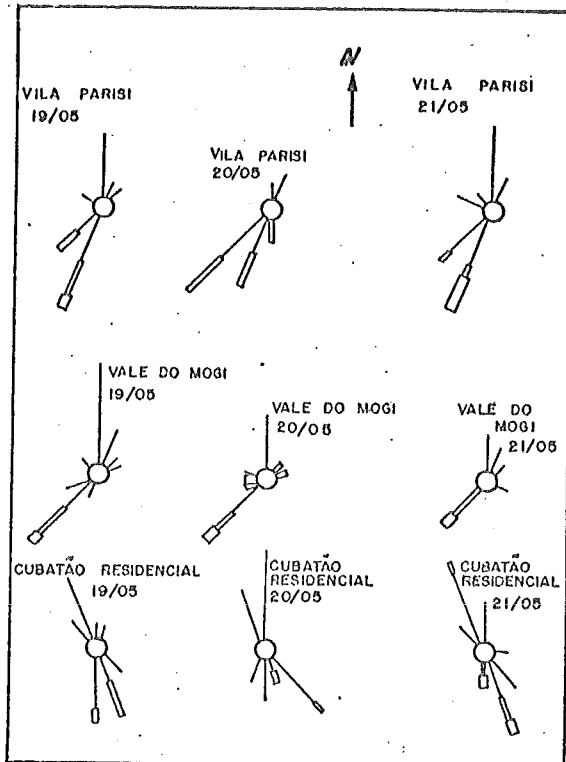 N
VILA PARISI
19/05
VILA PARISI
20/05
VILA PARISI
21/05
VALE DO MOGI
19/05
VALE DO MOGI
20/05
VALE DO
MOGI
21/05
CUBATÃO RESIDENCIAL
19/05
CUBATÃO
RESIDENCIAL
20/05
CUBATÃO
RESIDENCIAL
21/05